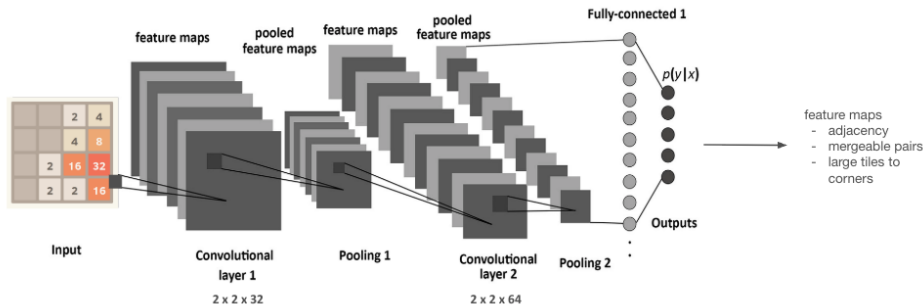 feature maps
pooled
feature maps
feature maps
pooled
feature maps
Fully-connected 1
p(y|x)
2 4
4 8
2 16 32
2 2 16
feature maps
- adjacency
- mergeable pairs
- large tiles to
corners
Input
Convolutional
layer 1
2 x 2 x 32
Pooling 1
Convolutional
layer 2
2 x 2 x 64
Pooling 2
Outputs